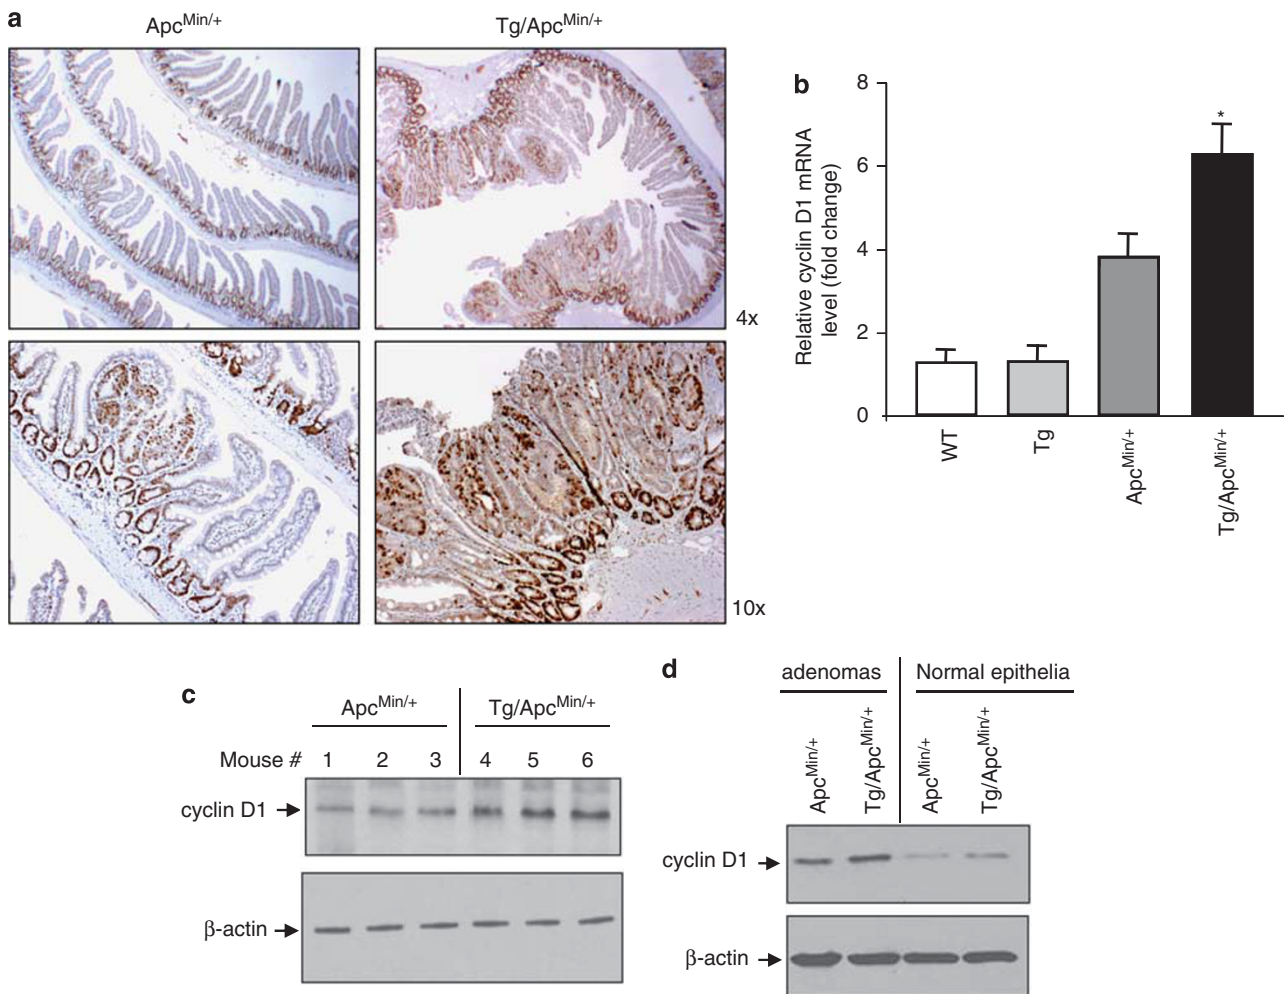 a
Apc^Min/+ Tg/Apc^Min/+
4x
10x
b
Relative cyclin D1 mRNA
level (fold change)
8
6
4
2
0
*
WT Tg Apc^Min/+ Tg/Apc^Min/+
c
Apc^Min/+ Tg/Apc^Min/+
Mouse # 1 2 3 4 5 6
cyclin D1
β-actin
d
adenomas Normal epithelia
Apc^Min/+ Tg/Apc^Min/+ Apc^Min/+ Tg/Apc^Min/+
cyclin D1
β-actin